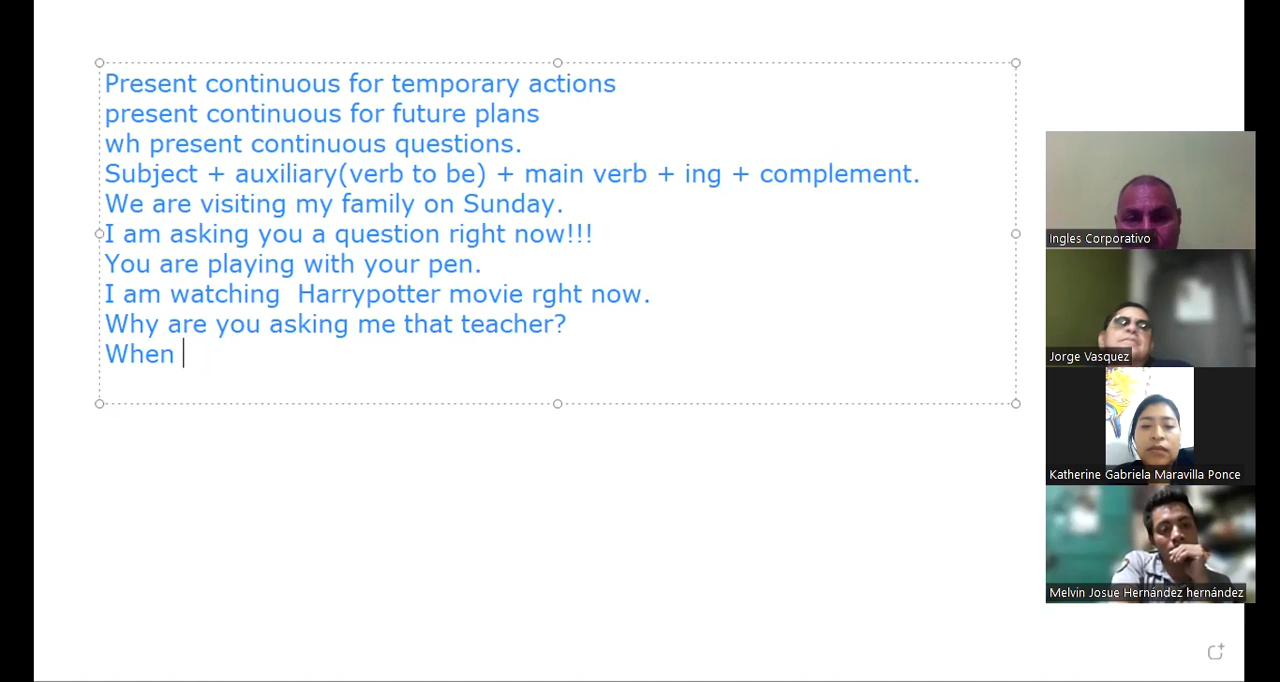 Present continuous for temporary actions
present continuous for future plans
wh present continuous questions.
Subject + auxiliary(verb to be) + main verb + ing + complement.
We are visiting my family on Sunday.
I am asking you a question right now!!!
You are playing with your pen.
I am watching  Harrypotter movie rght now.
Why are you asking me that teacher?
When
Ingles Corporativo
Jorge Vasquez
Katherine Gabriela Maravilla Ponce
Melvin Josue Hernández hernández